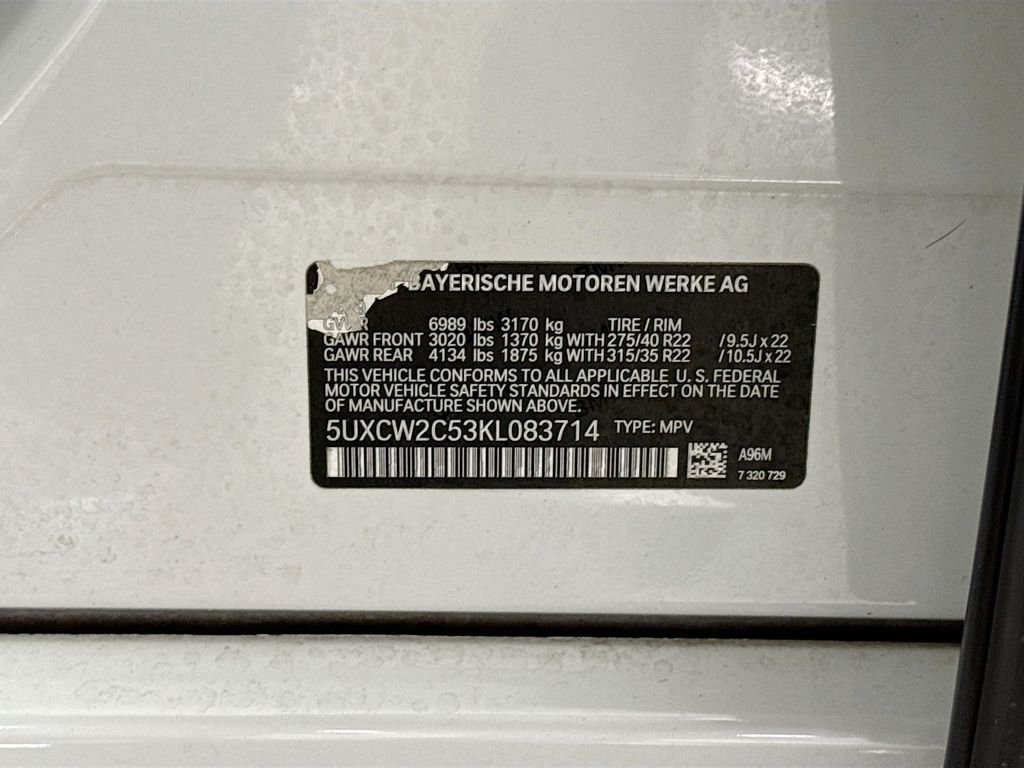 BAYERISCHE MOTOREN WERKE AG
GVWR 6989 lbs 3170 kg TIRE / RIM
GAWR FRONT 3020 lbs 1370 kg WITH 275/40 R22 / 9.5J x 22
GAWR REAR 4134 lbs 1875 kg WITH 315/35 R22 / 10.5J x 22
THIS VEHICLE CONFORMS TO ALL APPLICABLE U. S. FEDERAL
MOTOR VEHICLE SAFETY STANDARDS IN EFFECT ON THE DATE
OF MANUFACTURE SHOWN ABOVE.
5UXCW2C53KL083714 TYPE: MPV
A96M
7 320 729